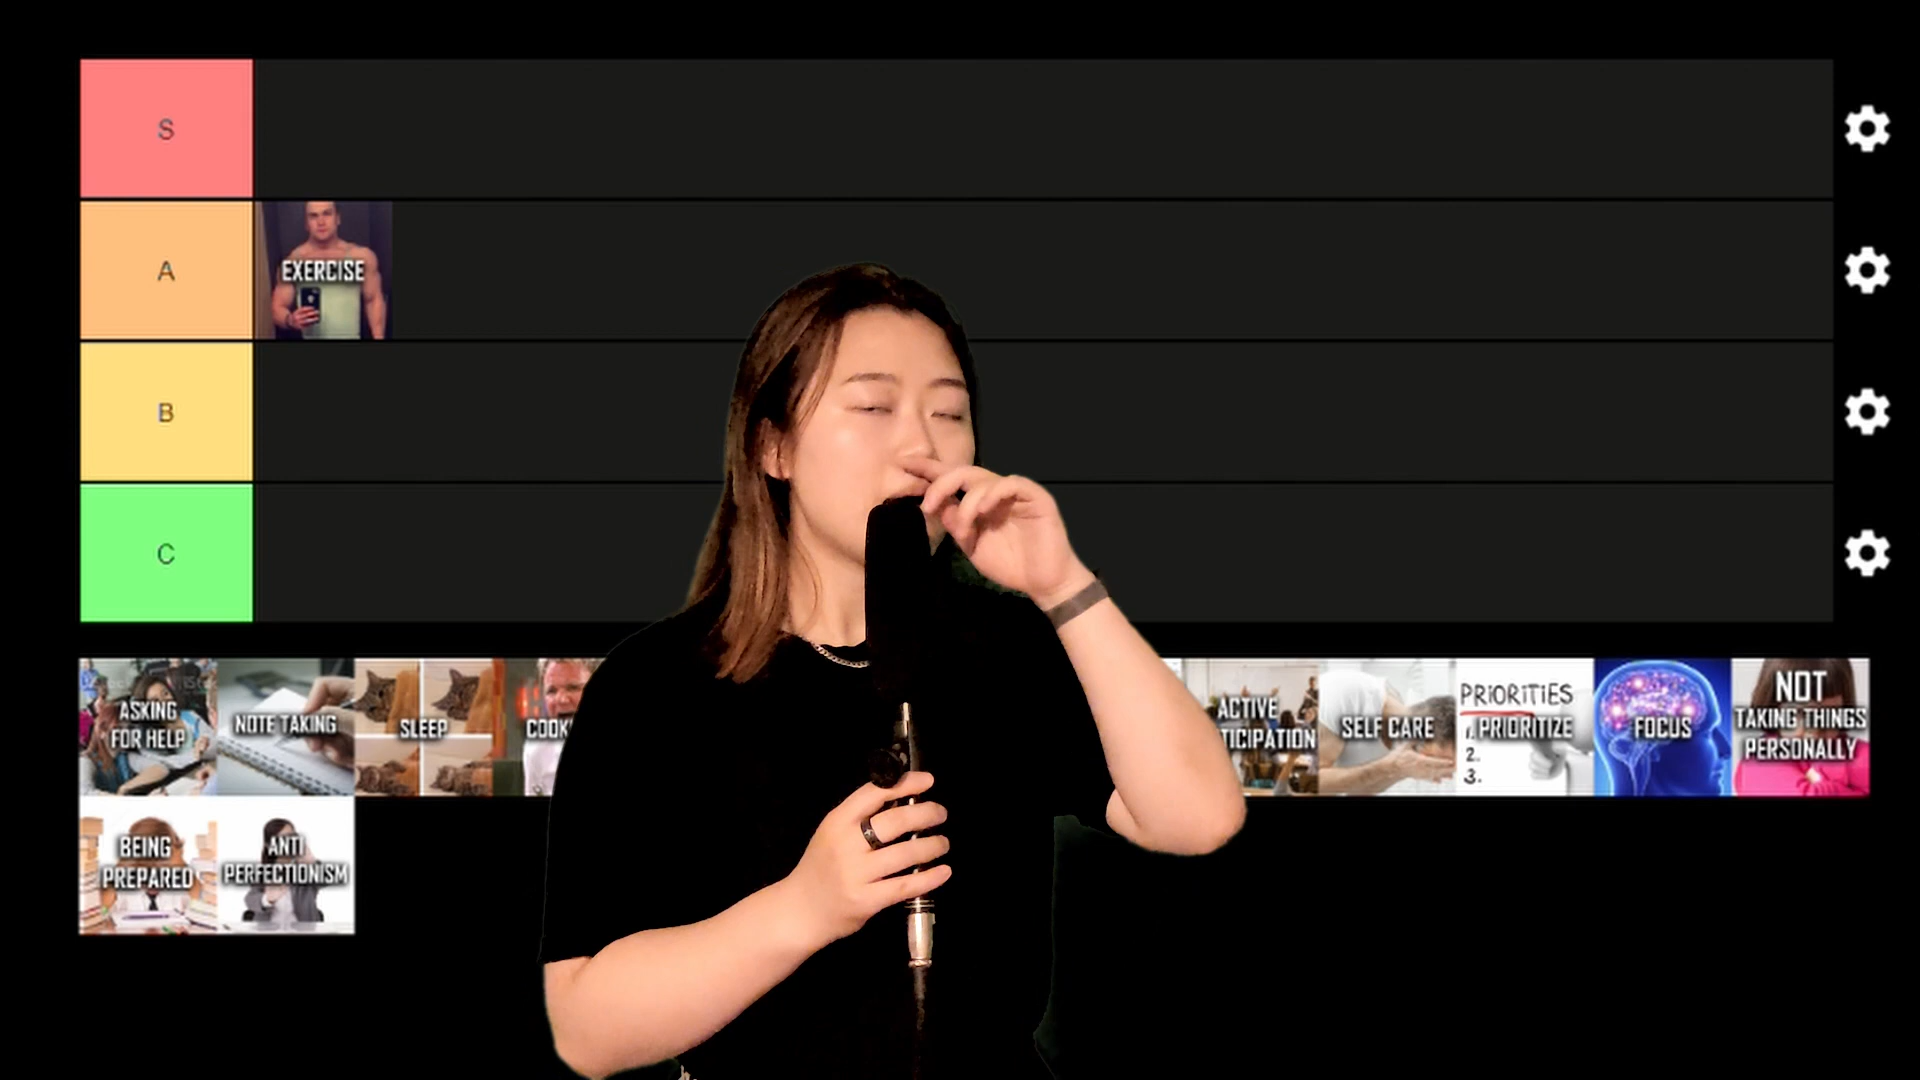 S
A
EXERCISE
B
C
ASKING
FOR HELP
NOTE TAKING
SLEEP
ACTIVE
SELF CARE
PRIORITIES
PRIORITIZE
2.
3.
FOCUS
NOT
TAKING THINGS
PERSONALLY
BEING
PREPARED
ANTI
PERFECTIONISM